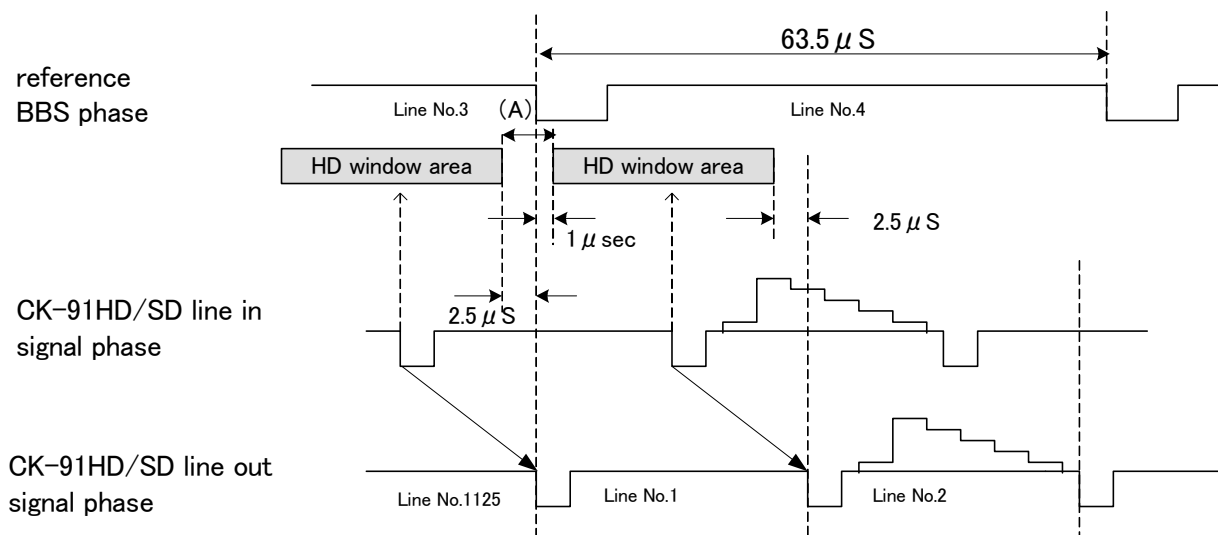 63.5μS
reference
BBS phase
Line No.3
(A)
Line No.4
HD window area
HD window area
1μsec
2.5μS
CK-91HD/SD line in
signal phase
2.5μS
CK-91HD/SD line out
signal phase
Line No.1125
Line No.1
Line No.2